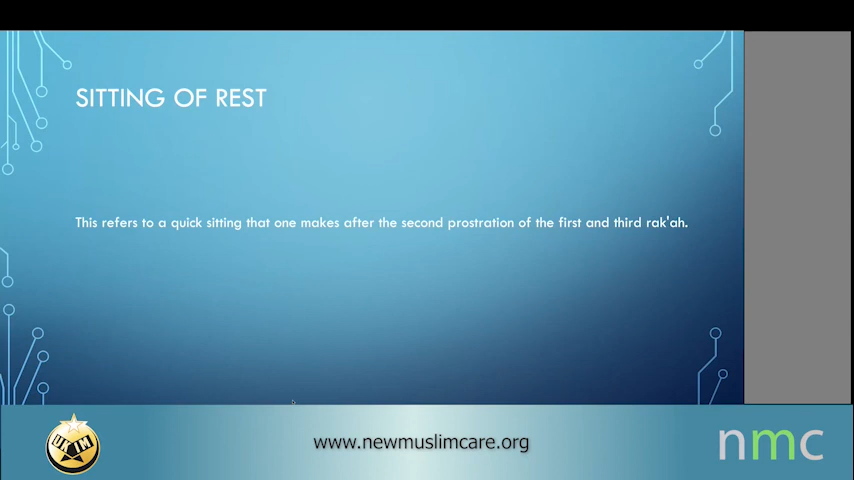 SITTING OF REST
This refers to a quick sitting that one makes after the second prostration of the first and third rak'ah.
UKIM
www.newmuslimcare.org
nmc